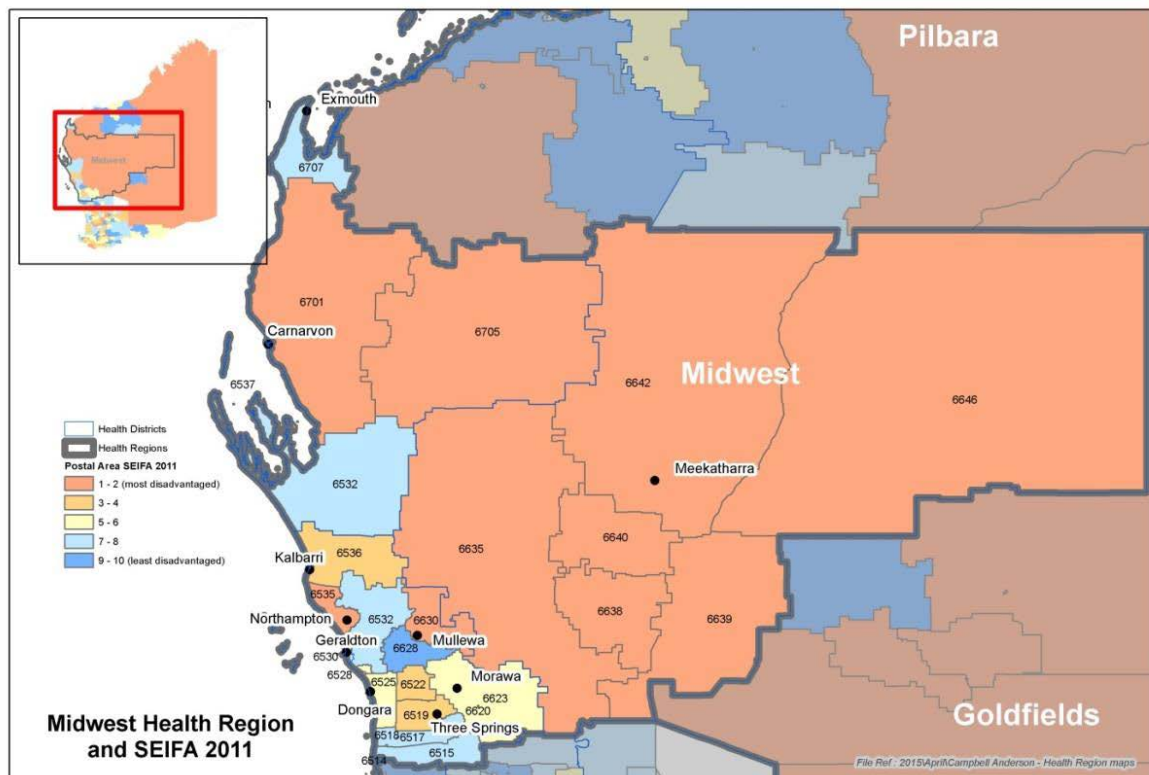 Pilbara
Midwest
Exmouth
6707
6701
6705
Carnarvon
6537
6642
Midwest
6646
Meekatharra
Health Districts
Health Regions
Postal Area SEIFA 2011
1 - 2 (most disadvantaged)
3 - 4
5 - 6
7 - 8
9 - 10 (least disadvantaged)
6532
6635
6640
Kalbarri
6536
6535
6638
6639
Northampton
6532
6630
Geraldton
Mullewa
6530
6628
6528
6525
6522
Morawa
6623
Dongara
6519
6620
Three Springs
6518
6517
6515
6514
Midwest Health Region
and SEIFA 2011
Goldfields
File Ref : 2015\April\Campbell Anderson - Health Region maps